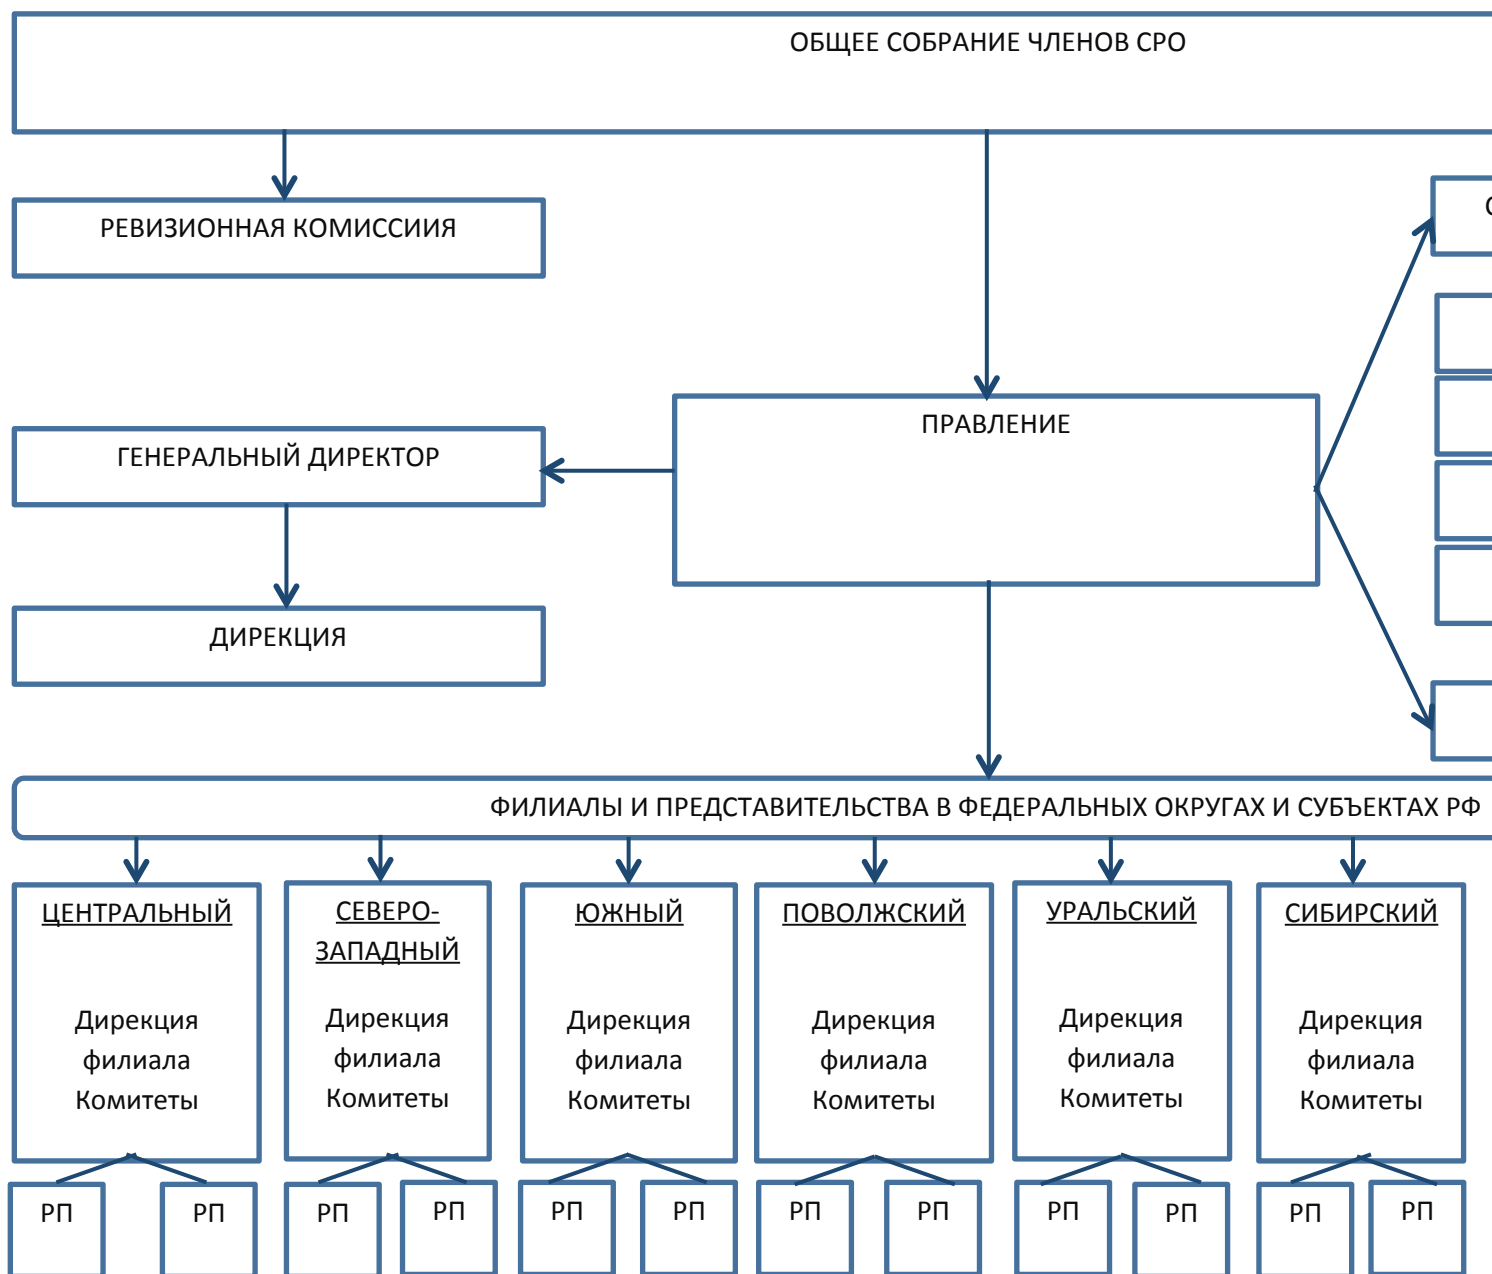 ОБЩЕЕ СОБРАНИЕ ЧЛЕНОВ СРО
РЕВИЗИОННАЯ КОМИССИИЯ
ПРАВЛЕНИЕ
ГЕНЕРАЛЬНЫЙ ДИРЕКТОР
ДИРЕКЦИЯ
ФИЛИАЛЫ И ПРЕДСТАВИТЕЛЬСТВА В ФЕДЕРАЛЬНЫХ ОКРУГАХ И СУБЪЕКТАХ РФ
ЦЕНТРАЛЬНЫЙ
Дирекция
филиала
Комитеты
СЕВЕРО-
ЗАПАДНЫЙ
Дирекция
филиала
Комитеты
ЮЖНЫЙ
Дирекция
филиала
Комитеты
ПОВОЛЖСКИЙ
Дирекция
филиала
Комитеты
УРАЛЬСКИЙ
Дирекция
филиала
Комитеты
СИБИРСКИЙ
Дирекция
филиала
Комитеты
РП
РП
РП
РП
РП
РП
РП
РП
РП
РП
РП
РП